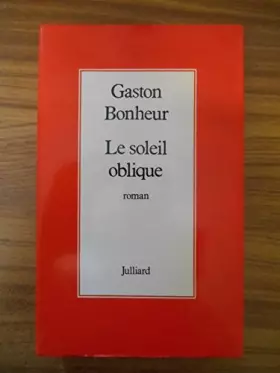 Gaston
Bonheur
Le soleil
oblique
roman
Julliard